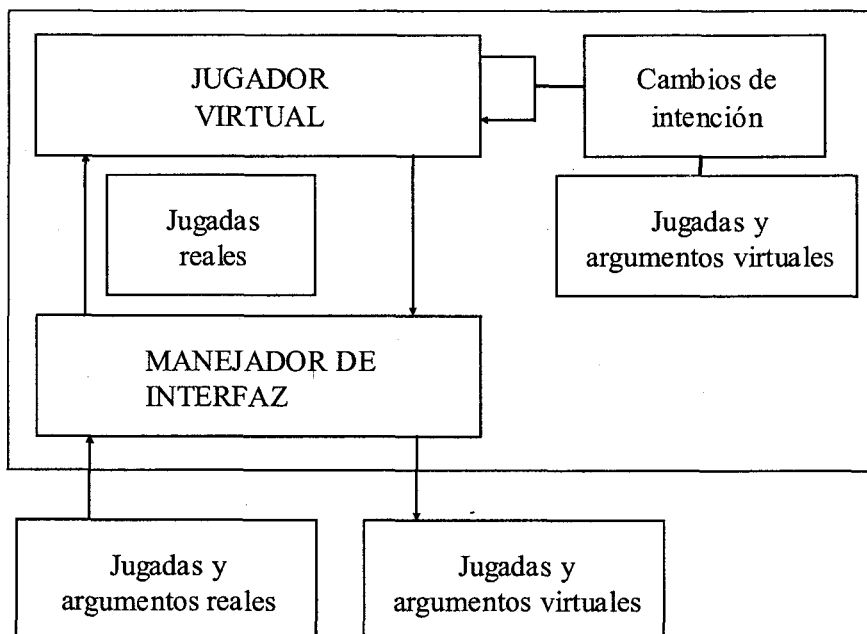 JUGADOR
VIRTUAL
Cambios de
intención
Jugadas
reales
Jugadas y
argumentos virtuales
MANEJADOR DE
INTERFAZ
Jugadas y
argumentos reales
Jugadas y
argumentos virtuales